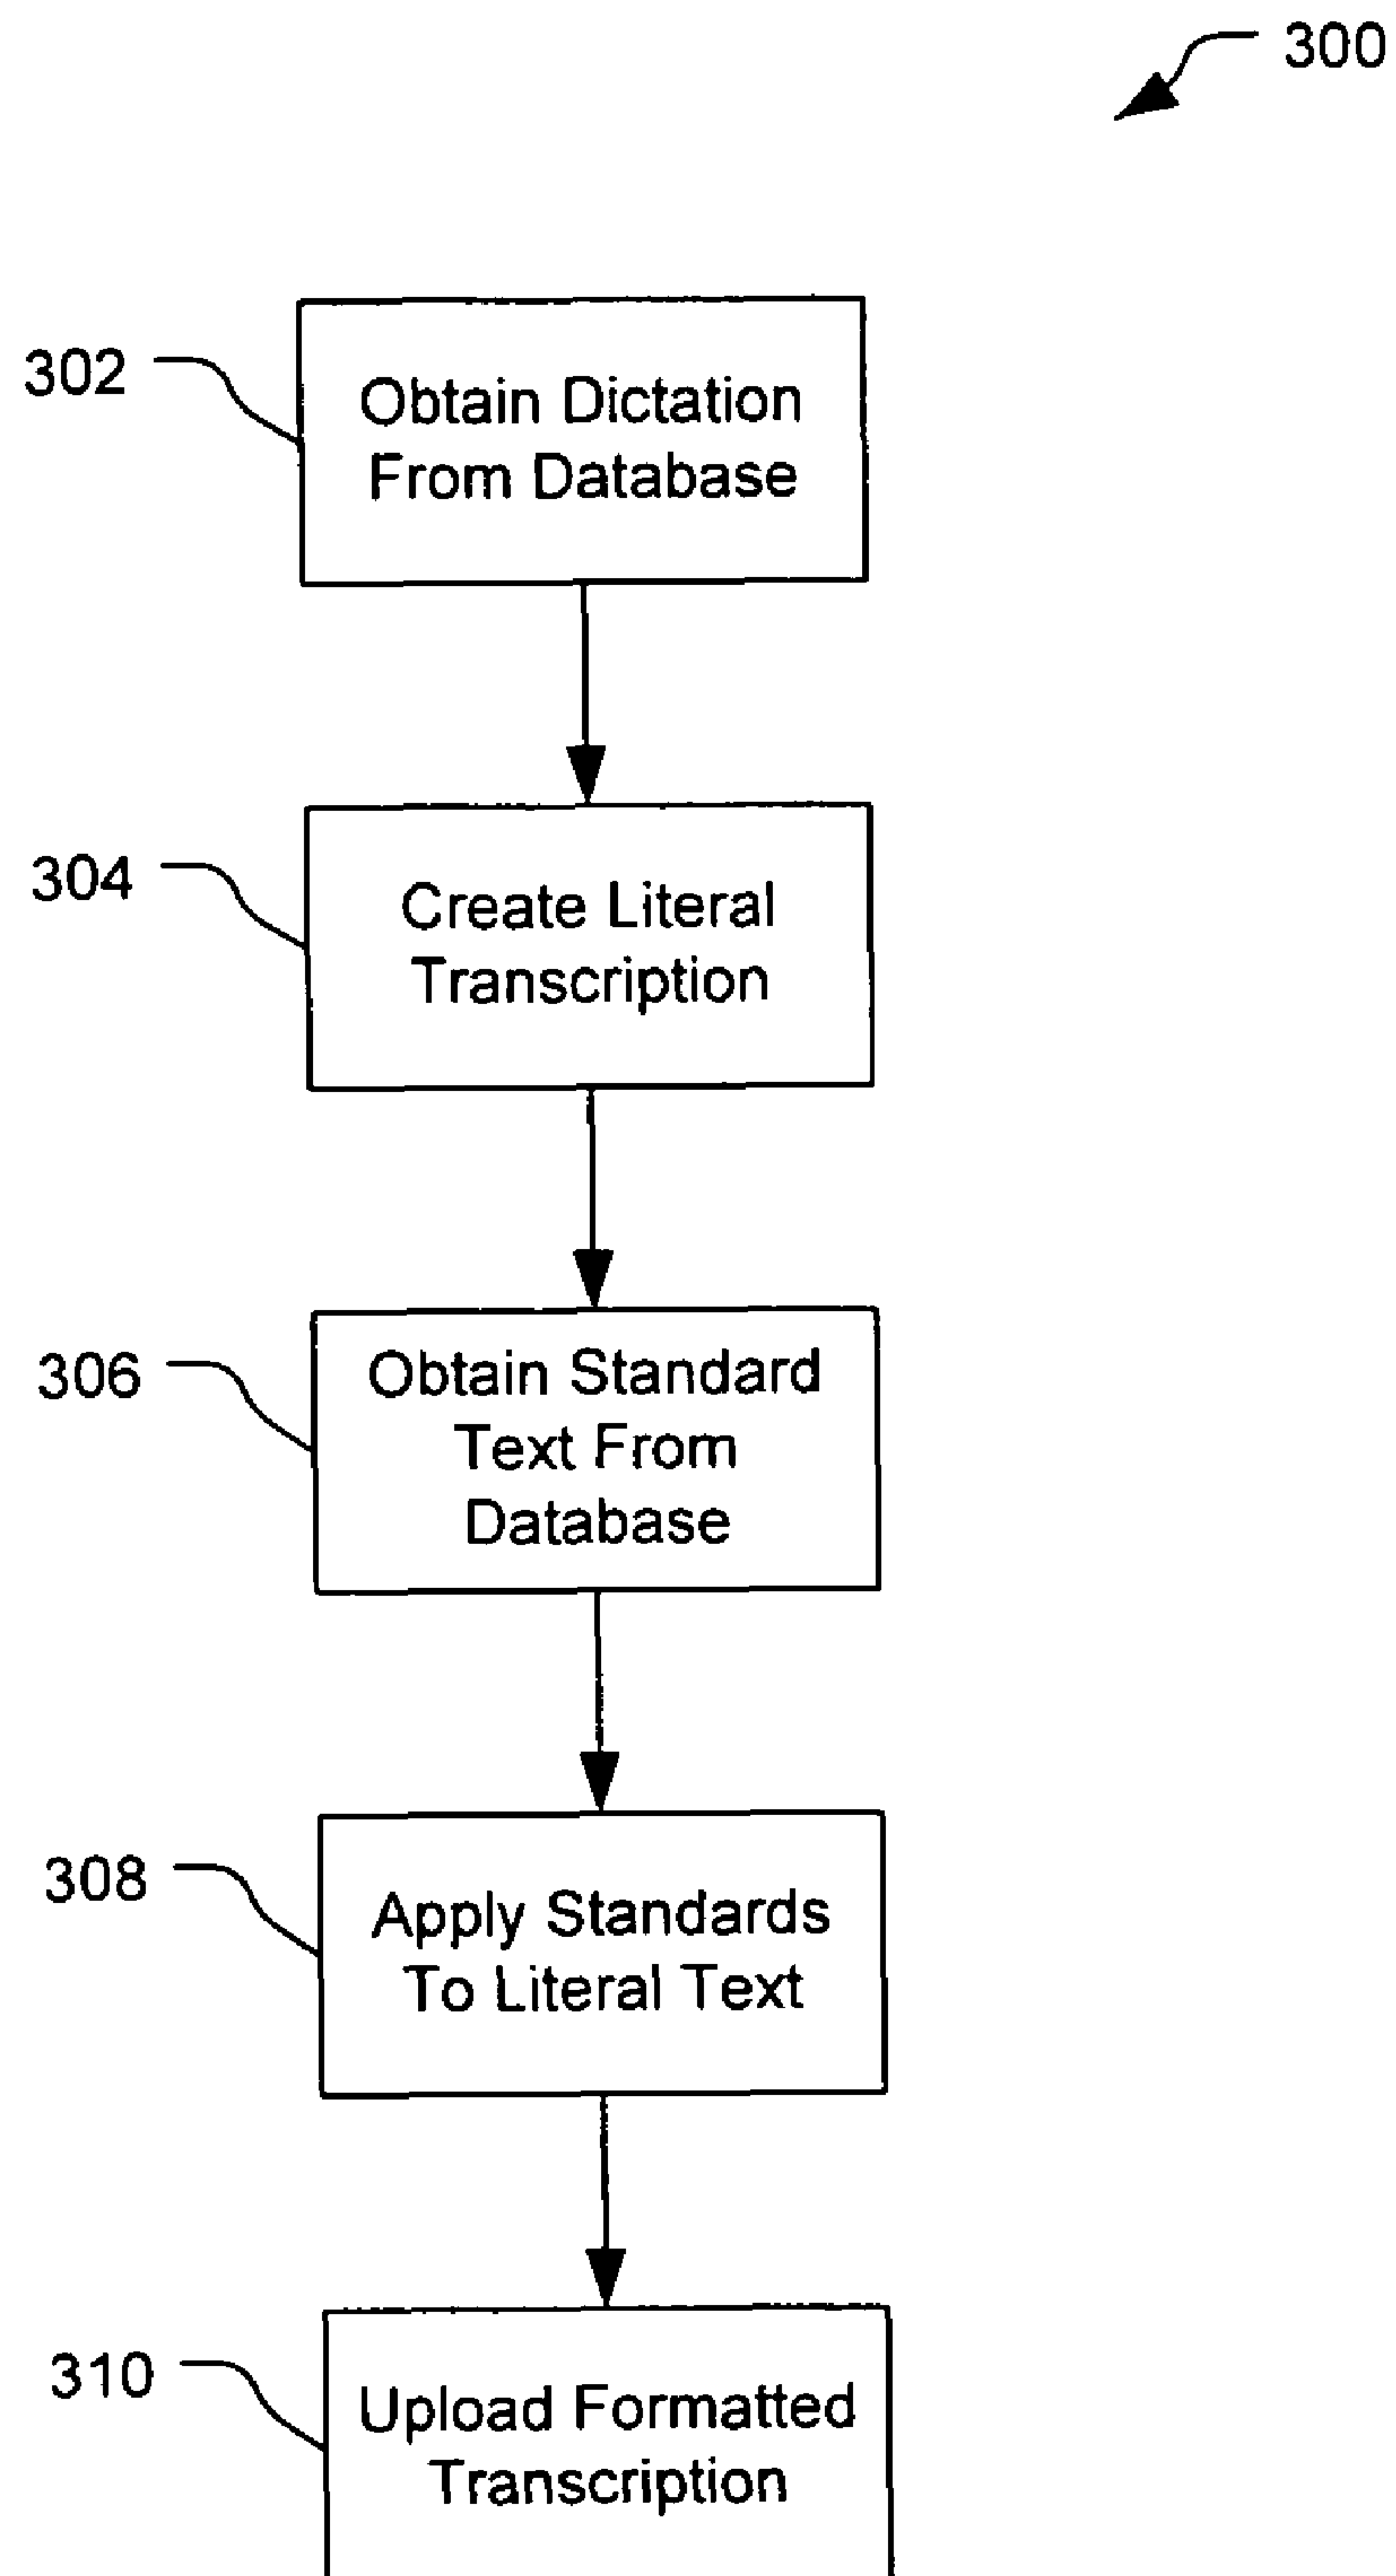 300
302
Obtain Dictation
From Database
304
Create Literal
Transcription
306
Obtain Standard
Text From
Database
308
Apply Standards
To Literal Text
310
Upload Formatted
Transcription